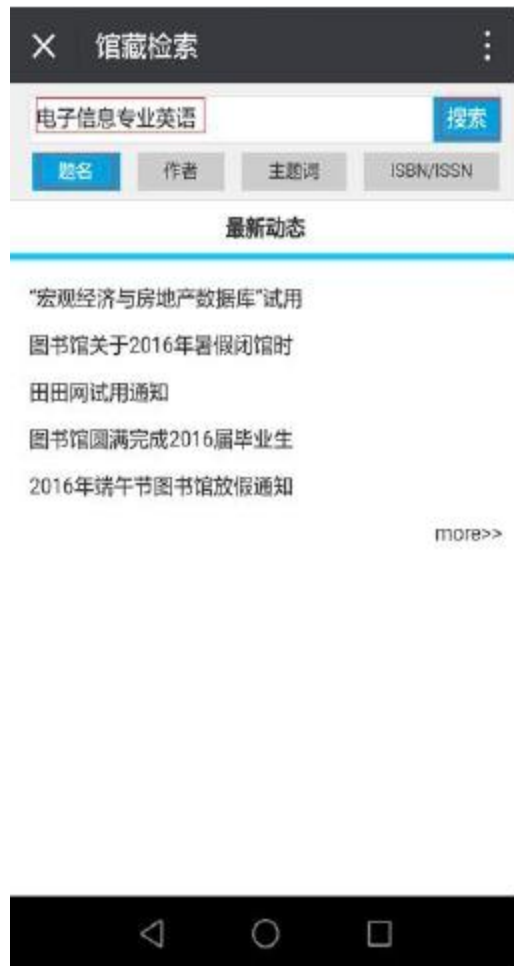 馆藏检索
电子信息专业英语 搜索
题名 作者 主题词 ISBN/ISSN
最新动态
"宏观经济与房地产数据库"试用
图书馆关于2016年暑假闭馆时
田田网试用通知
图书馆圆满完成2016届毕业生
2016年端午节图书馆放假通知
more>>